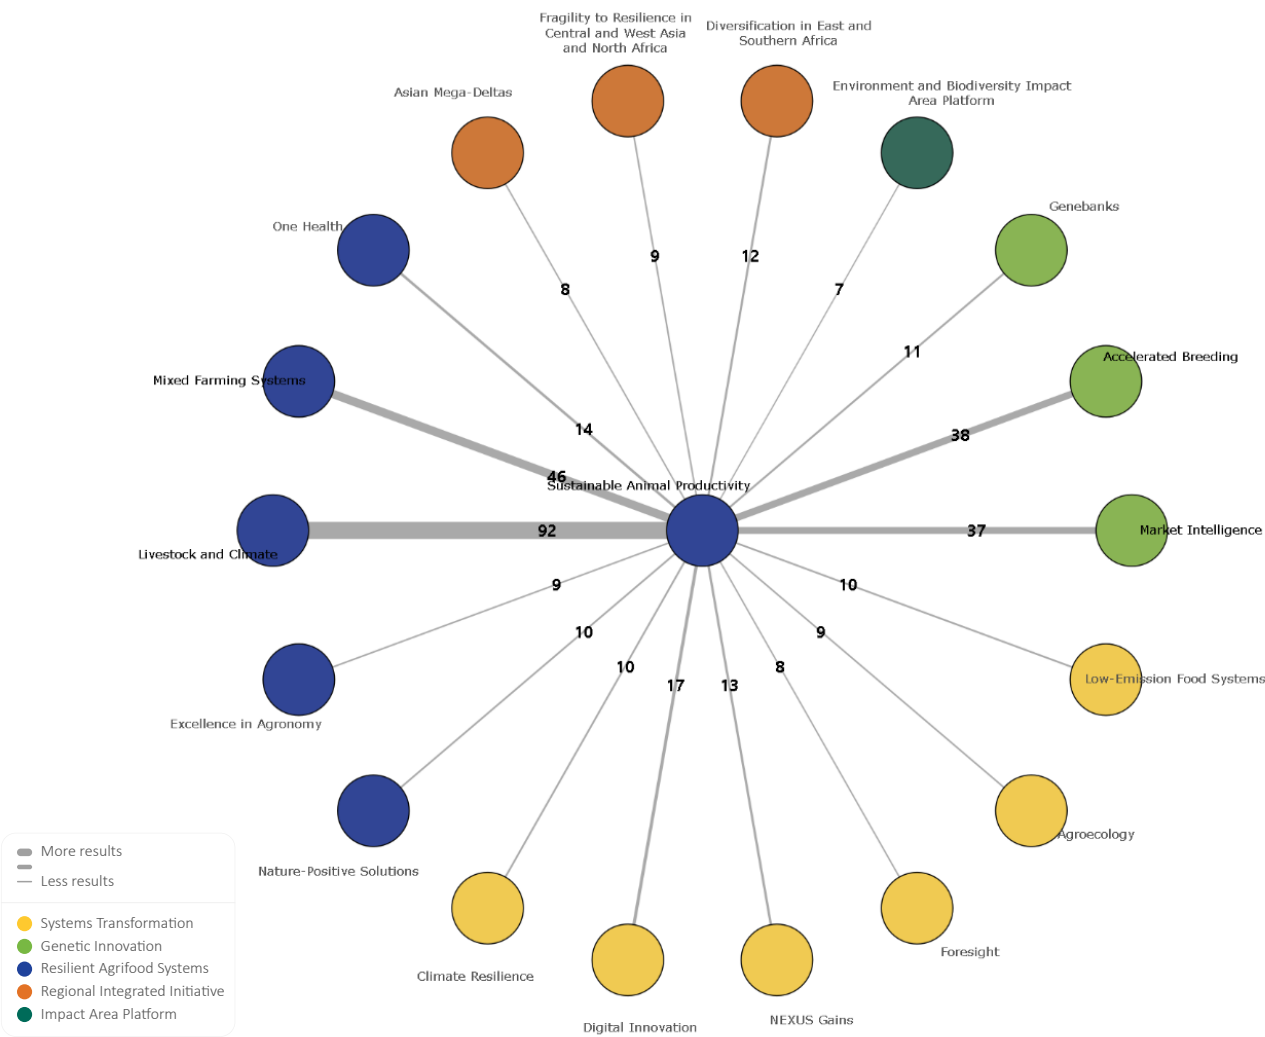 Fragility to Resilience in
Central and West Asia
and North Africa
Diversification in East and
Southern Africa
Asian Mega-Deltas
Environment and Biodiversity Impact
Area Platform
One Health
Genebanks
9
12
8
7
11
Accelerated Breeding
Mixed Farming Systems
14
38
46
Sustainable Animal Productivity
92
37
Market Intelligence
Livestock and Climate
9
10
10
9
10
8
Low-Emission Food Systems
17
13
Excellence in Agronomy
Agroecology
Nature-Positive Solutions
Foresight
Climate Resilience
NEXUS Gains
Digital Innovation
More results
Less results
Systems Transformation
Genetic Innovation
Resilient Agrifood Systems
Regional Integrated Initiative
Impact Area Platform